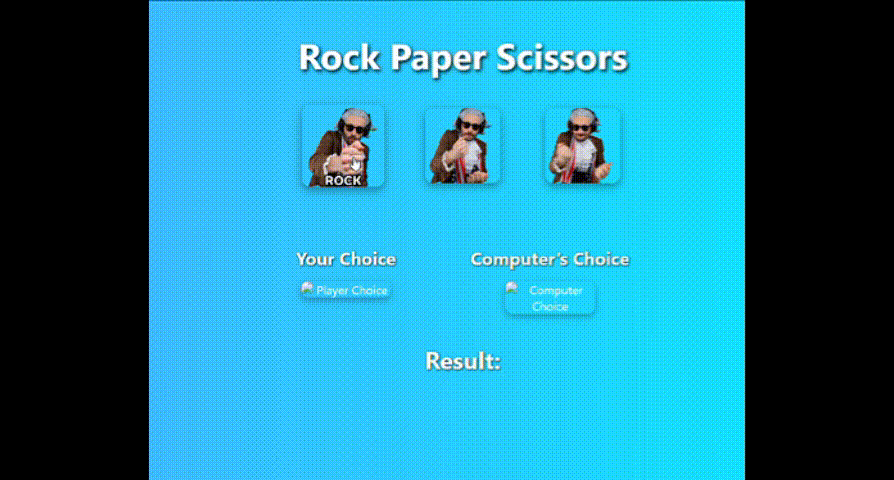 Rock Paper Scissors
ROCK
Your Choice
Computer's Choice
Player Choice
Computer
Choice
Result: